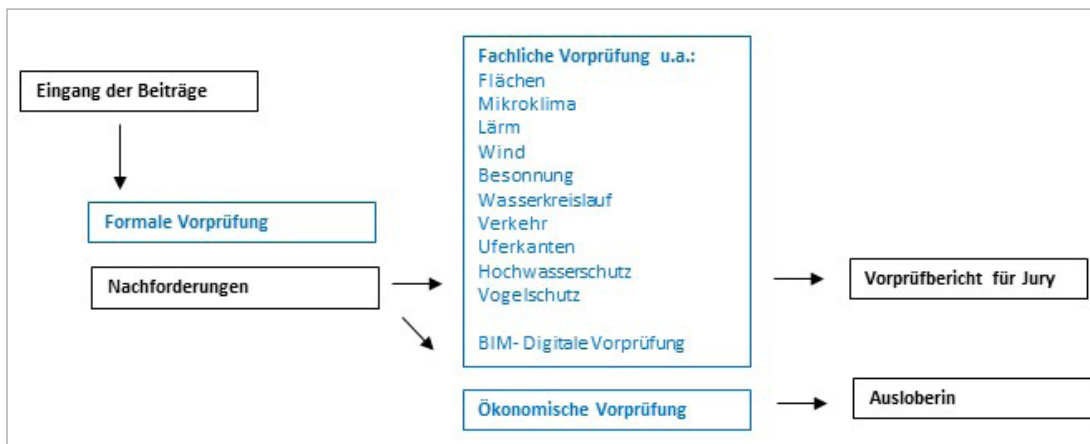 Eingang der Beiträge
Formale Vorprüfung
Nachforderungen
Fachliche Vorprüfung u.a.:
Flächen
Mikroklima
Lärm
Wind
Besonnung
Wasserkreislauf
Verkehr
Uferkanten
Hochwasserschutz
Vogelschutz
BIM- Digitale Vorprüfung
Ökonomische Vorprüfung
Vorprüfbericht für Jury
Ausloberin